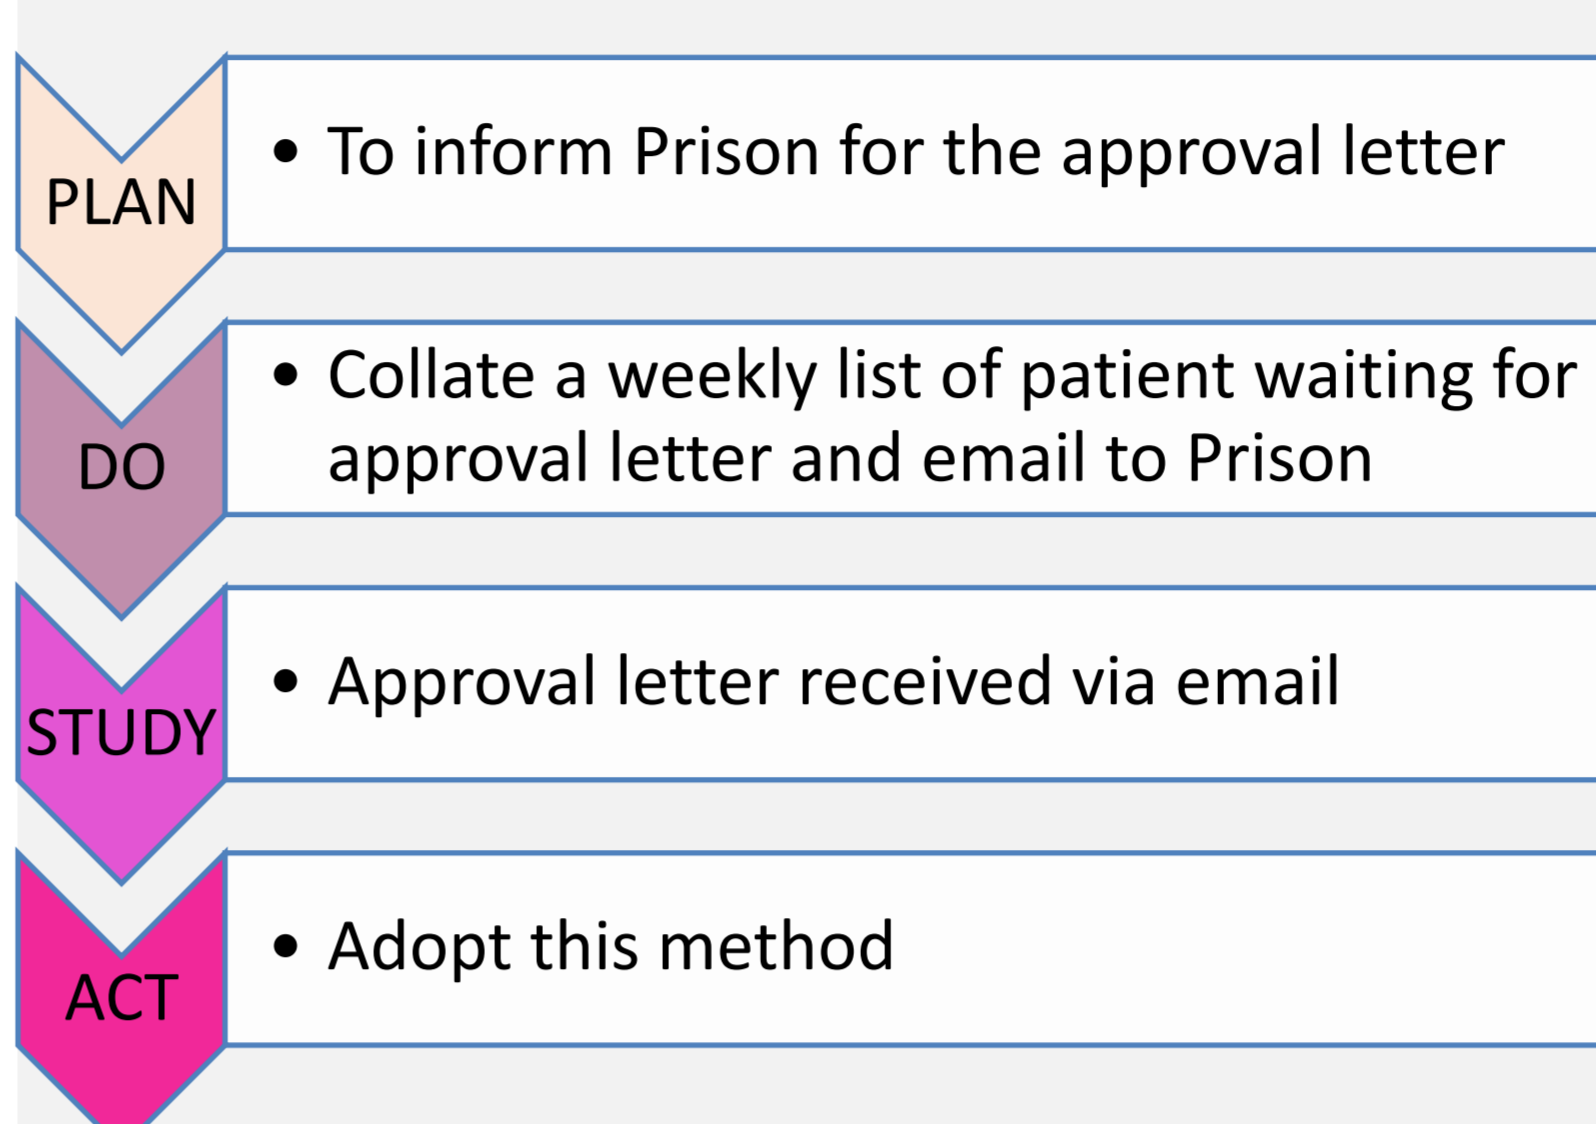 PLAN
• To inform Prison for the approval letter
DO
• Collate a weekly list of patient waiting for
approval letter and email to Prison
STUDY
• Approval letter received via email
ACT
• Adopt this method